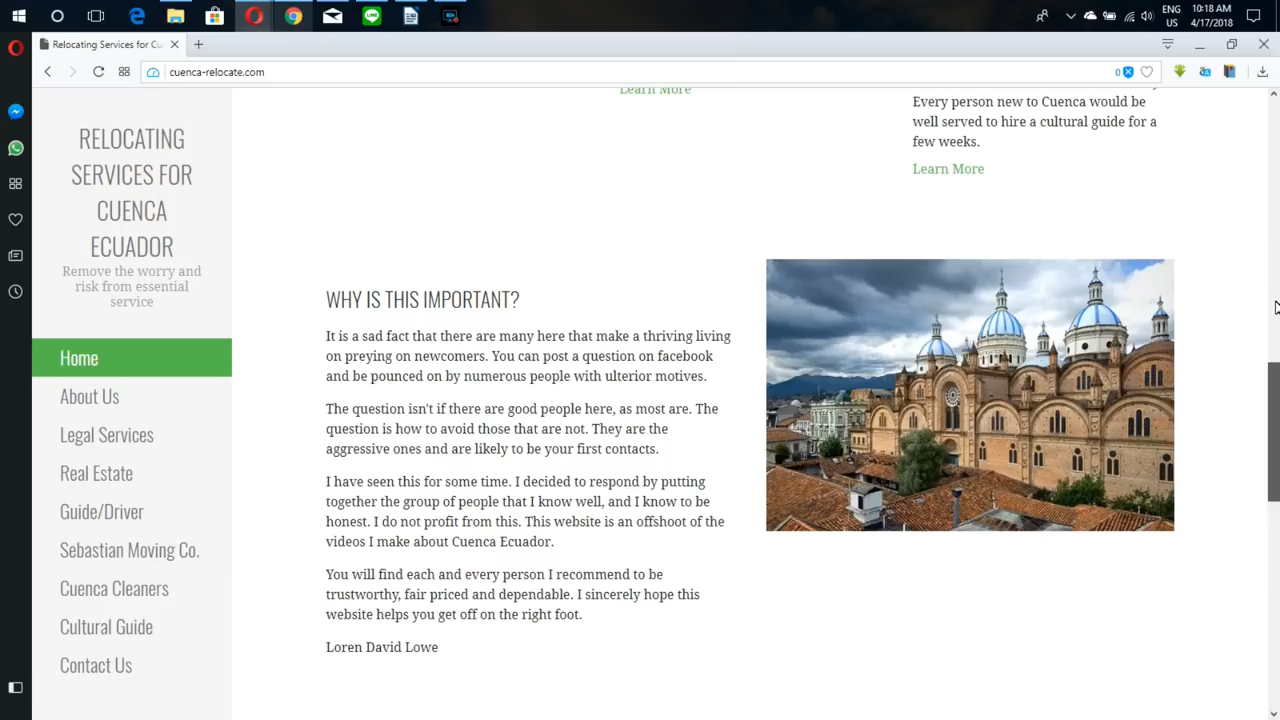 ENG
US
10:18 AM
4/17/2018
Relocating Services for Cu
cuenca-relocate.com
0
RELOCATING
SERVICES FOR
CUENCA
ECUADOR
Remove the worry and
risk from essential
service
Home
About Us
Legal Services
Real Estate
Guide/Driver
Sebastian Moving Co.
Cuenca Cleaners
Cultural Guide
Contact Us
Learn More
Every person new to Cuenca would be
well served to hire a cultural guide for a
few weeks.
Learn More
WHY IS THIS IMPORTANT?
It is a sad fact that there are many here that make a thriving living
on preying on newcomers. You can post a question on facebook
and be pounced on by numerous people with ulterior motives.
The question isn't if there are good people here, as most are. The
question is how to avoid those that are not. They are the
aggressive ones and are likely to be your first contacts.
I have seen this for some time. I decided to respond by putting
together the group of people that I know well, and I know to be
honest. I do not profit from this. This website is an offshoot of the
videos I make about Cuenca Ecuador.
You will find each and every person I recommend to be
trustworthy, fair priced and dependable. I sincerely hope this
website helps you get off on the right foot.
Loren David Lowe